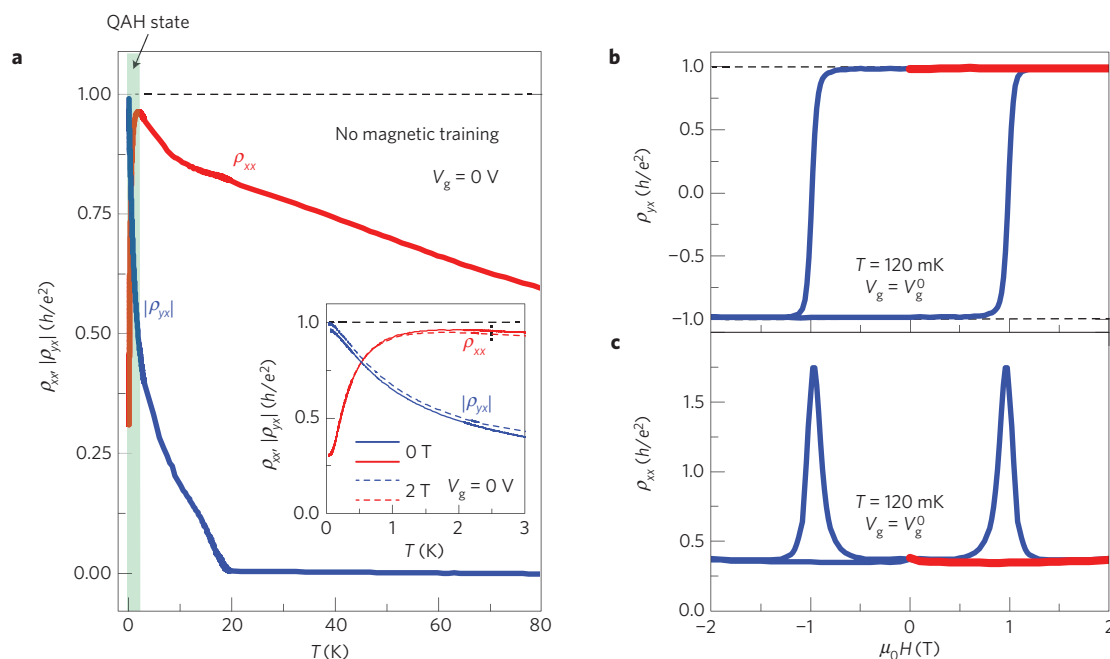 QAH state
a
1.00
0.75
0.50
0.25
0.00
ρxx, |ρyx| (h/e²)
No magnetic training
Vg = 0 V
ρxx
|ρyx|
0 20 40 60 80
T (K)
1.0
0.5
0.0
ρxx, |ρyx| (h/e²)
ρxx
|ρyx|
0 T
2 T
Vg = 0 V
0 1 2 3
T (K)
b
1.0
0.5
0.0
−0.5
−1.0
ρyx (h/e²)
T = 120 mK
Vg = Vg⁰
c
1.5
1.0
0.5
0.0
ρxx (h/e²)
T = 120 mK
Vg = Vg⁰
−2 −1 0 1 2
μ0H (T)